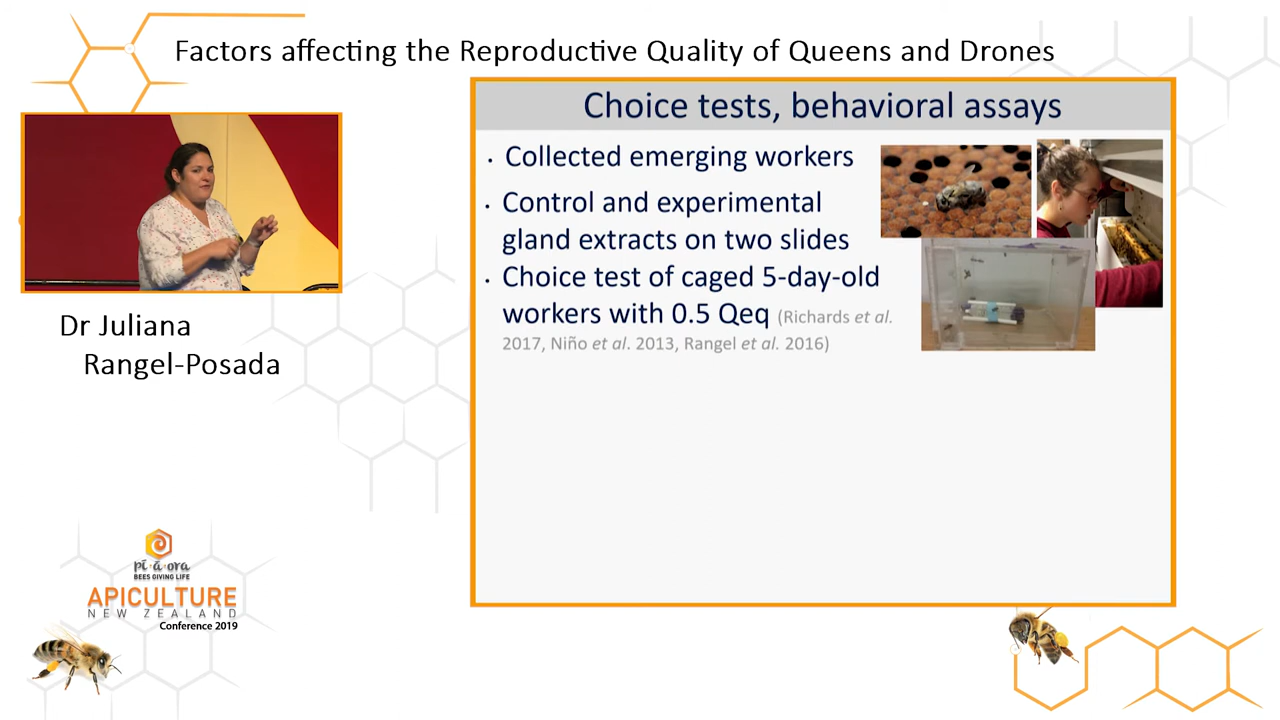 Factors affecting the Reproductive Quality of Queens and Drones
Choice tests, behavioral assays
• Collected emerging workers
• Control and experimental
gland extracts on two slides
• Choice test of caged 5-day-old
workers with 0.5 Qeq (Richards et al.
2017, Niño et al. 2013, Rangel et al. 2016)
Dr Juliana
Rangel-Posada
pī·ā·ora
BEES GIVING LIFE
APICULTURE
NEW ZEALAND
Conference 2019